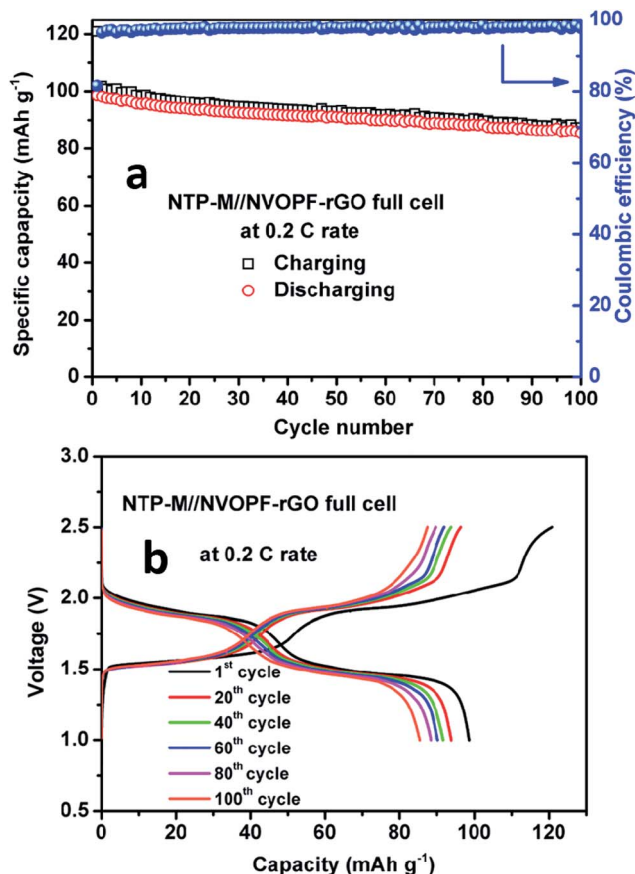 120
100
80
60
40
20
0
Specific capapcity (mAh g⁻¹)
100
80
60
40
20
0
Coulombic efficiency (%)
a
NTP-M//NVOPF-rGO full cell
at 0.2 C rate
Charging
Discharging
0 10 20 30 40 50 60 70 80 90 100
Cycle number
3.0
2.5
2.0
1.5
1.0
0.5
Voltage (V)
NTP-M//NVOPF-rGO full cell
b
at 0.2 C rate
1ˢᵗ cycle
20ᵗʰ cycle
40ᵗʰ cycle
60ᵗʰ cycle
80ᵗʰ cycle
100ᵗʰ cycle
0 20 40 60 80 100 120
Capacity (mAh g⁻¹)